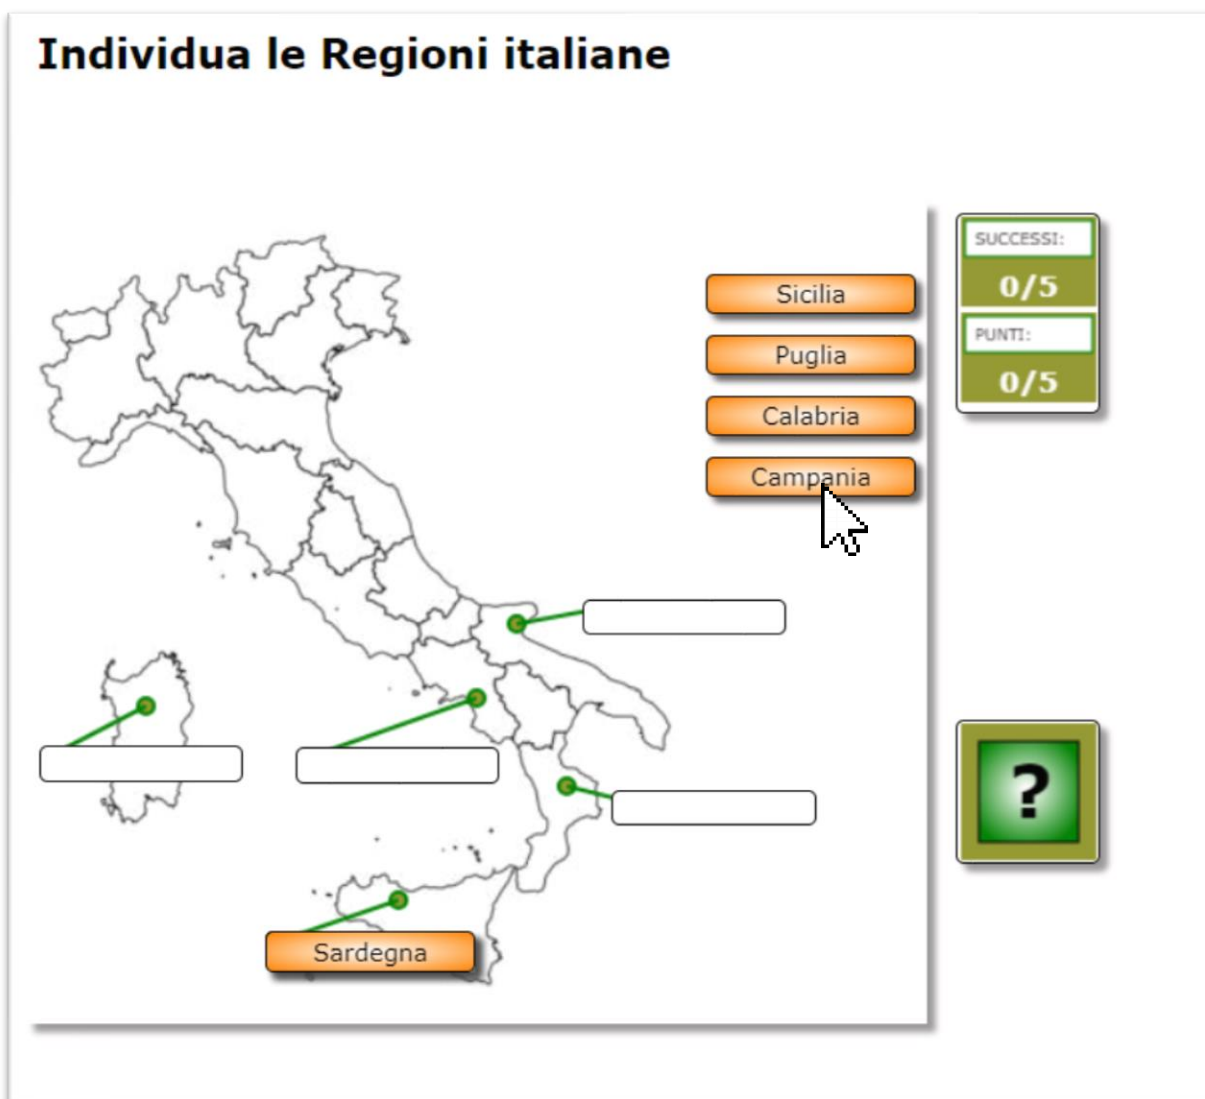 Individua le Regioni italiane
SUCCESSI:
0/5
PUNTI:
0/5
Sicilia
Puglia
Calabria
Campania
?
Sardegna